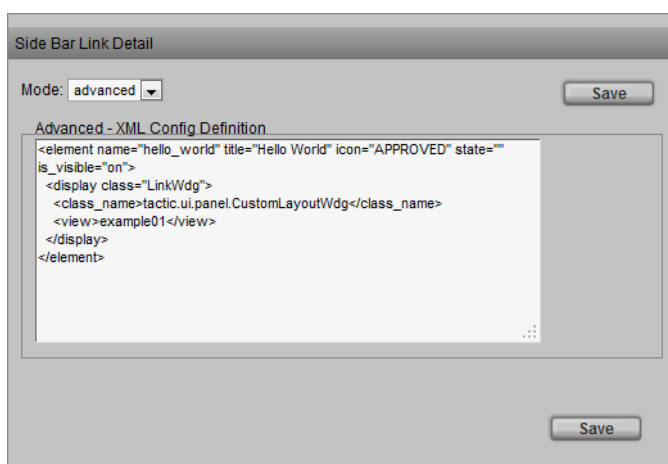 Side Bar Link Detail
Mode: advanced
Save
Advanced - XML Config Definition
<element name="hello_world" title="Hello World" icon="APPROVED" state=""
is_visible="on">
<display class="LinkWdg">
<class_name>tactic.ui.panel.CustomLayoutWdg</class_name>
<view>example01</view>
</display>
</element>
Save